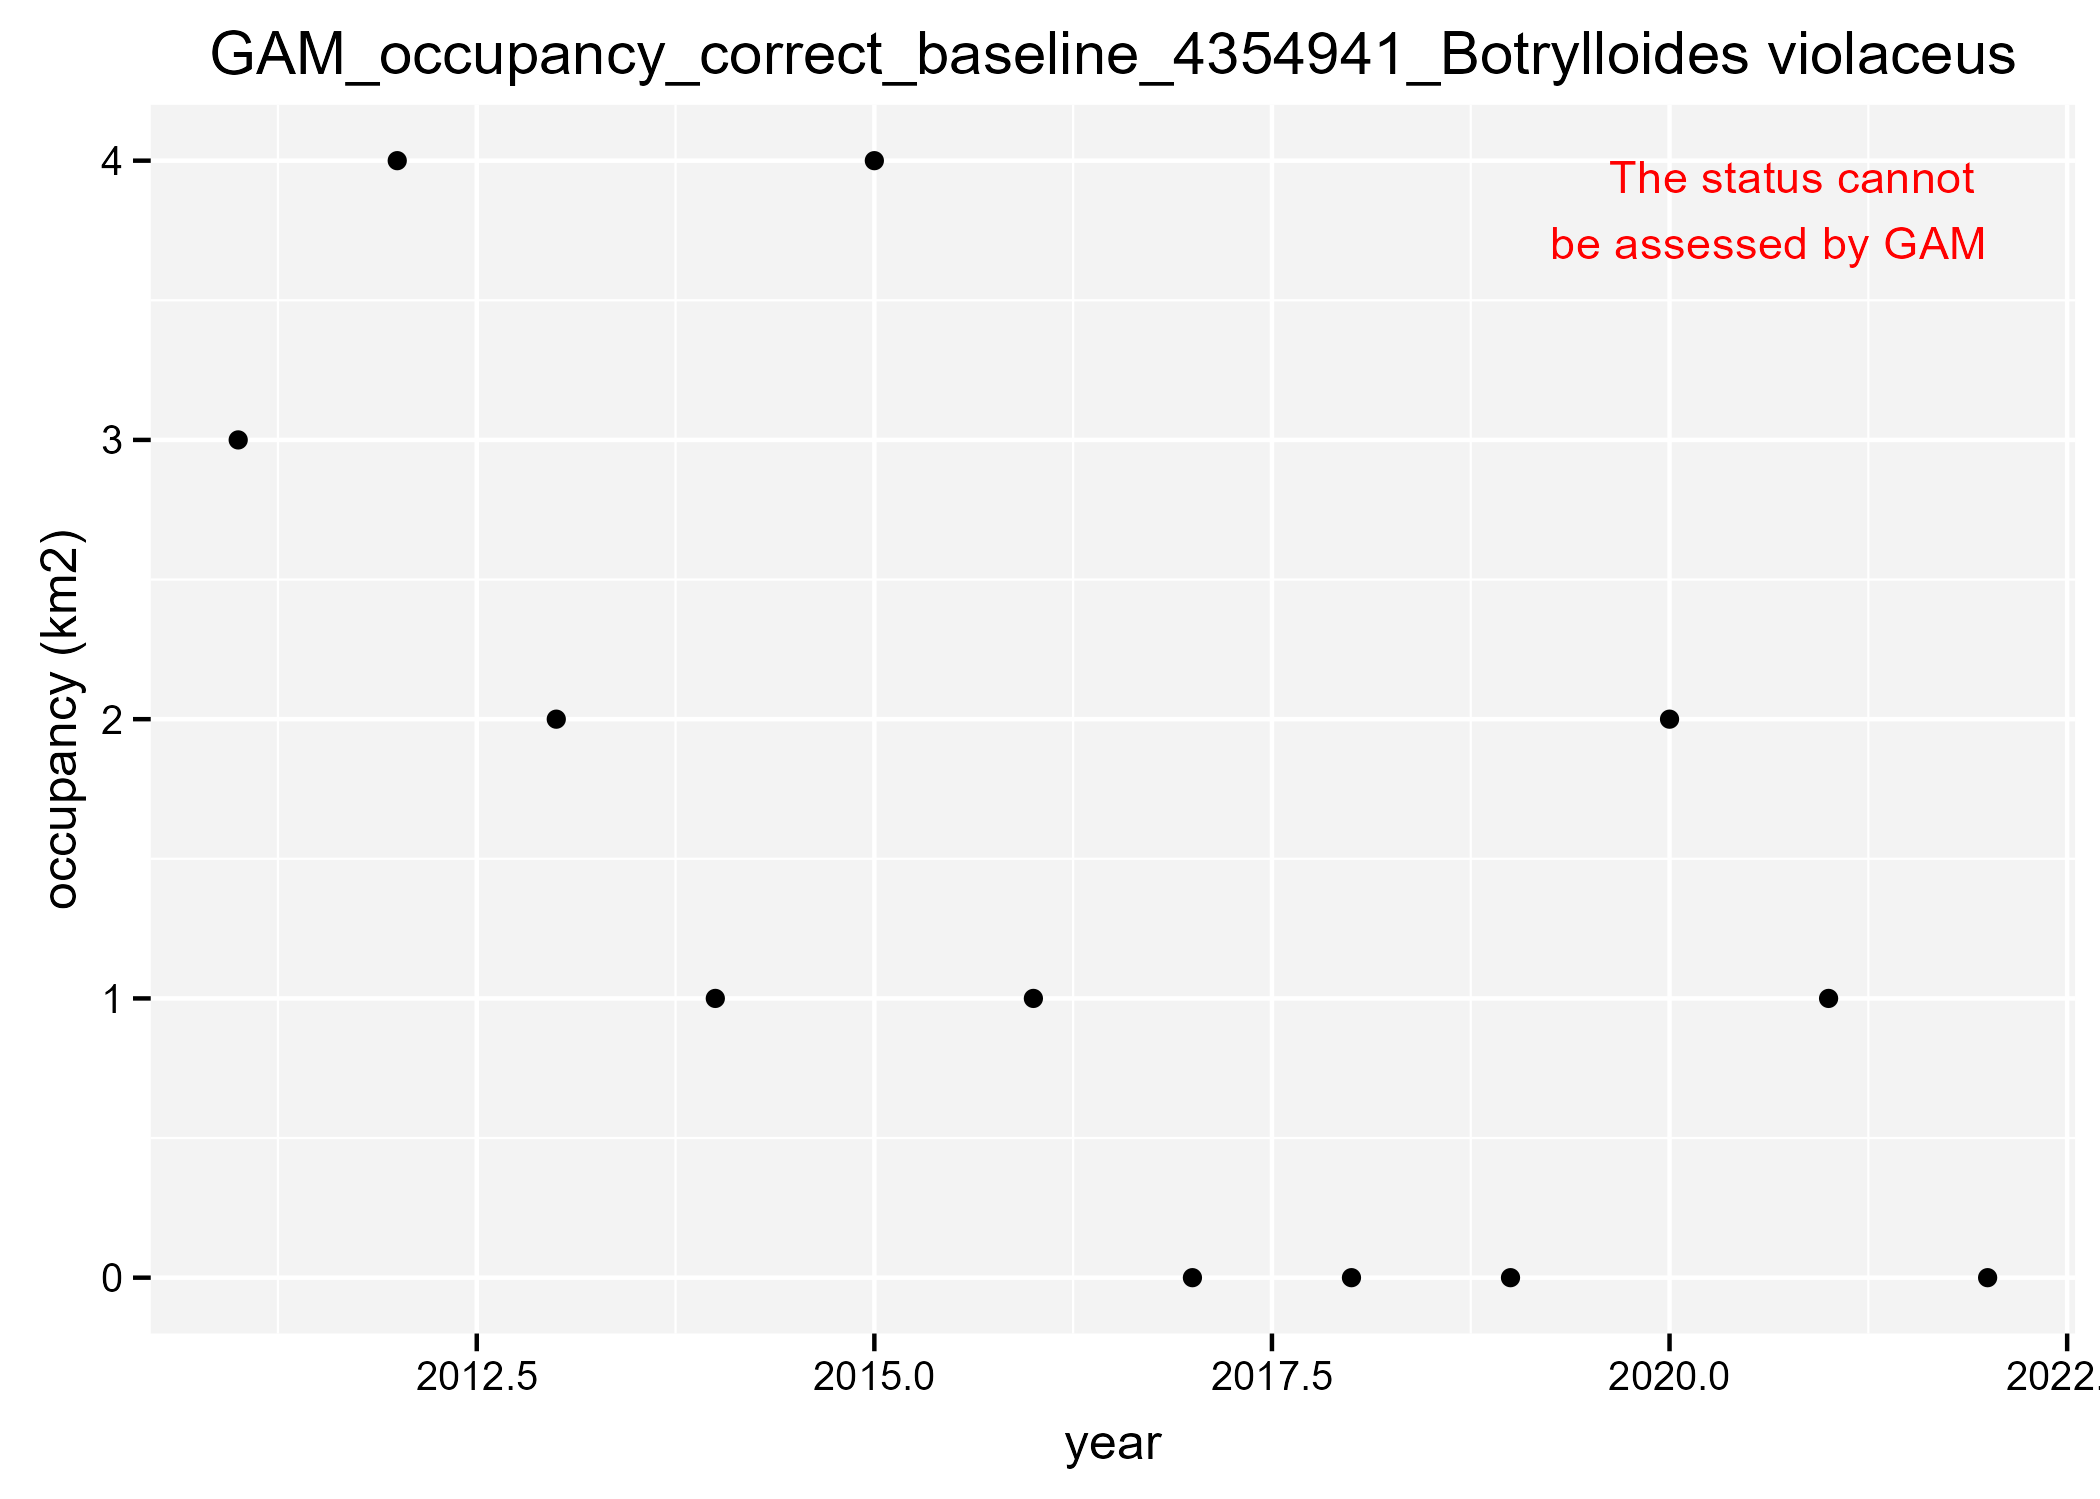 GAM_occupancy_correct_baseline_4354941_Botrylloides violaceus
The status cannot
be assessed by GAM
4
3
2
1
0
occupancy (km2)
2012.5
2015.0
2017.5
2020.0
2022.
year